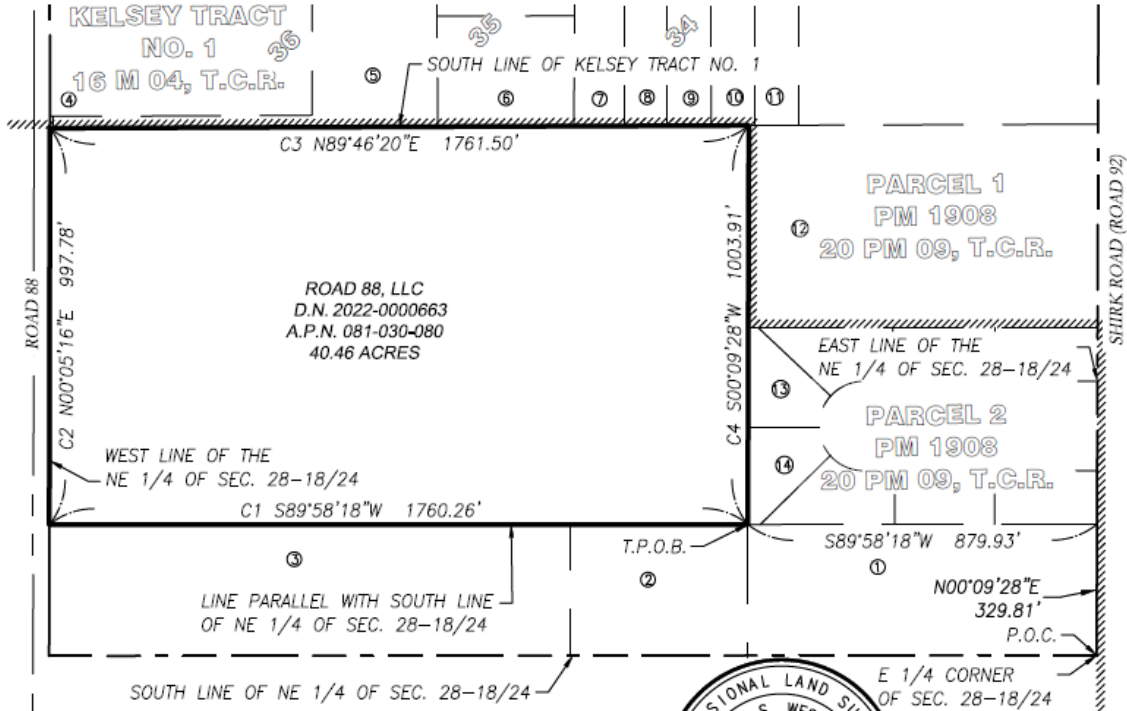 KELSEY TRACT
NO. 1
16 M 04, T.C.R.
36
35
34
④
⑤
SOUTH LINE OF KELSEY TRACT NO. 1
⑥
⑦
⑧
⑨
⑩
⑪
C3 N89°46'20"E 1761.50'
PARCEL 1
PM 1908
20 PM 09, T.C.R.
⑫
SHIRK ROAD (ROAD 92)
ROAD 88
C2 N00°05'16"E 997.78'
ROAD 88, LLC
D.N. 2022-0000663
A.P.N. 081-030-080
40.46 ACRES
C4 S00°09'28"W 1003.91'
EAST LINE OF THE
NE 1/4 OF SEC. 28-18/24
⑬
PARCEL 2
PM 1908
20 PM 09, T.C.R.
⑭
WEST LINE OF THE
NE 1/4 OF SEC. 28-18/24
C1 S89°58'18"W 1760.26'
T.P.O.B.
S89°58'18"W 879.93'
③
②
①
LINE PARALLEL WITH SOUTH LINE
OF NE 1/4 OF SEC. 28-18/24
N00°09'28"E
329.81'
P.O.C.
SOUTH LINE OF NE 1/4 OF SEC. 28-18/24
E 1/4 CORNER
OF SEC. 28-18/24
SIONAL LAND SU
S. WES